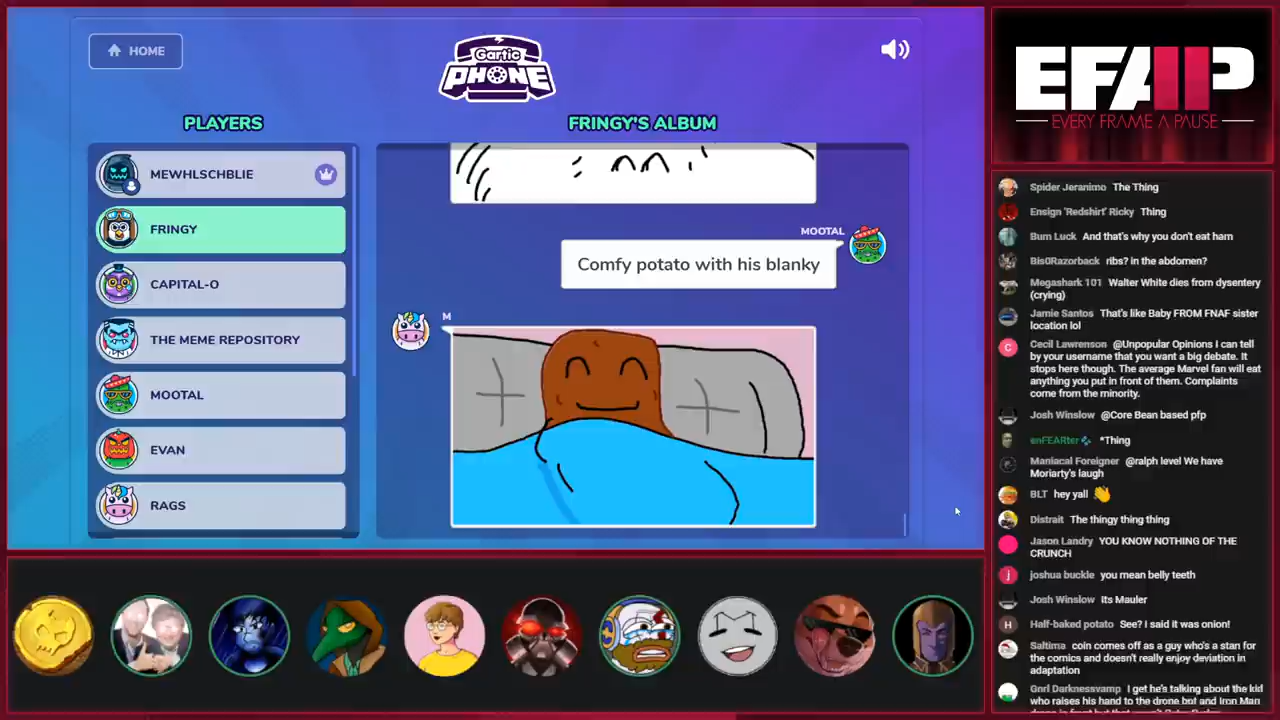 HOME
Gartic
PHONE
PLAYERS
FRINGY'S ALBUM
MEWHLSCHBLIE
FRINGY
CAPITAL-O
THE MEME REPOSITORY
MOOTAL
EVAN
RAGS
MOOTAL
Comfy potato with his blanky
M
EFAP
EVERY FRAME A PAUSE
Spider Jeranimo The Thing
Ensign 'Redshirt' Ricky Thing
Bum Luck And that's why you don't eat ham
Bis0Razorback ribs? in the abdomen?
Megashark 101 Walter White dies from dysentery
(crying)
Jamie Santos That's like Baby FROM FNAF sister
location lol
Cecil Lawrenson @Unpopular Opinions I can tell
by your username that you want a big debate. It
stops here though. The average Marvel fan will eat
anything you put in front of them. Complaints
come from the minority.
Josh Winslow @Core Bean based pfp
enFEARter *Thing
Maniacal Foreigner @ralph level We have
Moriarty's laugh
BLT hey yall
Distrait The thingy thing thing
Jason Landry YOU KNOW NOTHING OF THE
CRUNCH
joshua buckle you mean belly teeth
Josh Winslow Its Mauler
Half-baked potato See? I said it was onion!
Saltima coin comes off as a guy who's a stan for
the comics and doesn't really enjoy deviation in
adaptation
Gnrl Darknessvamp I get he's talking about the kid
who raises his hand to the drone bot and Iron Man